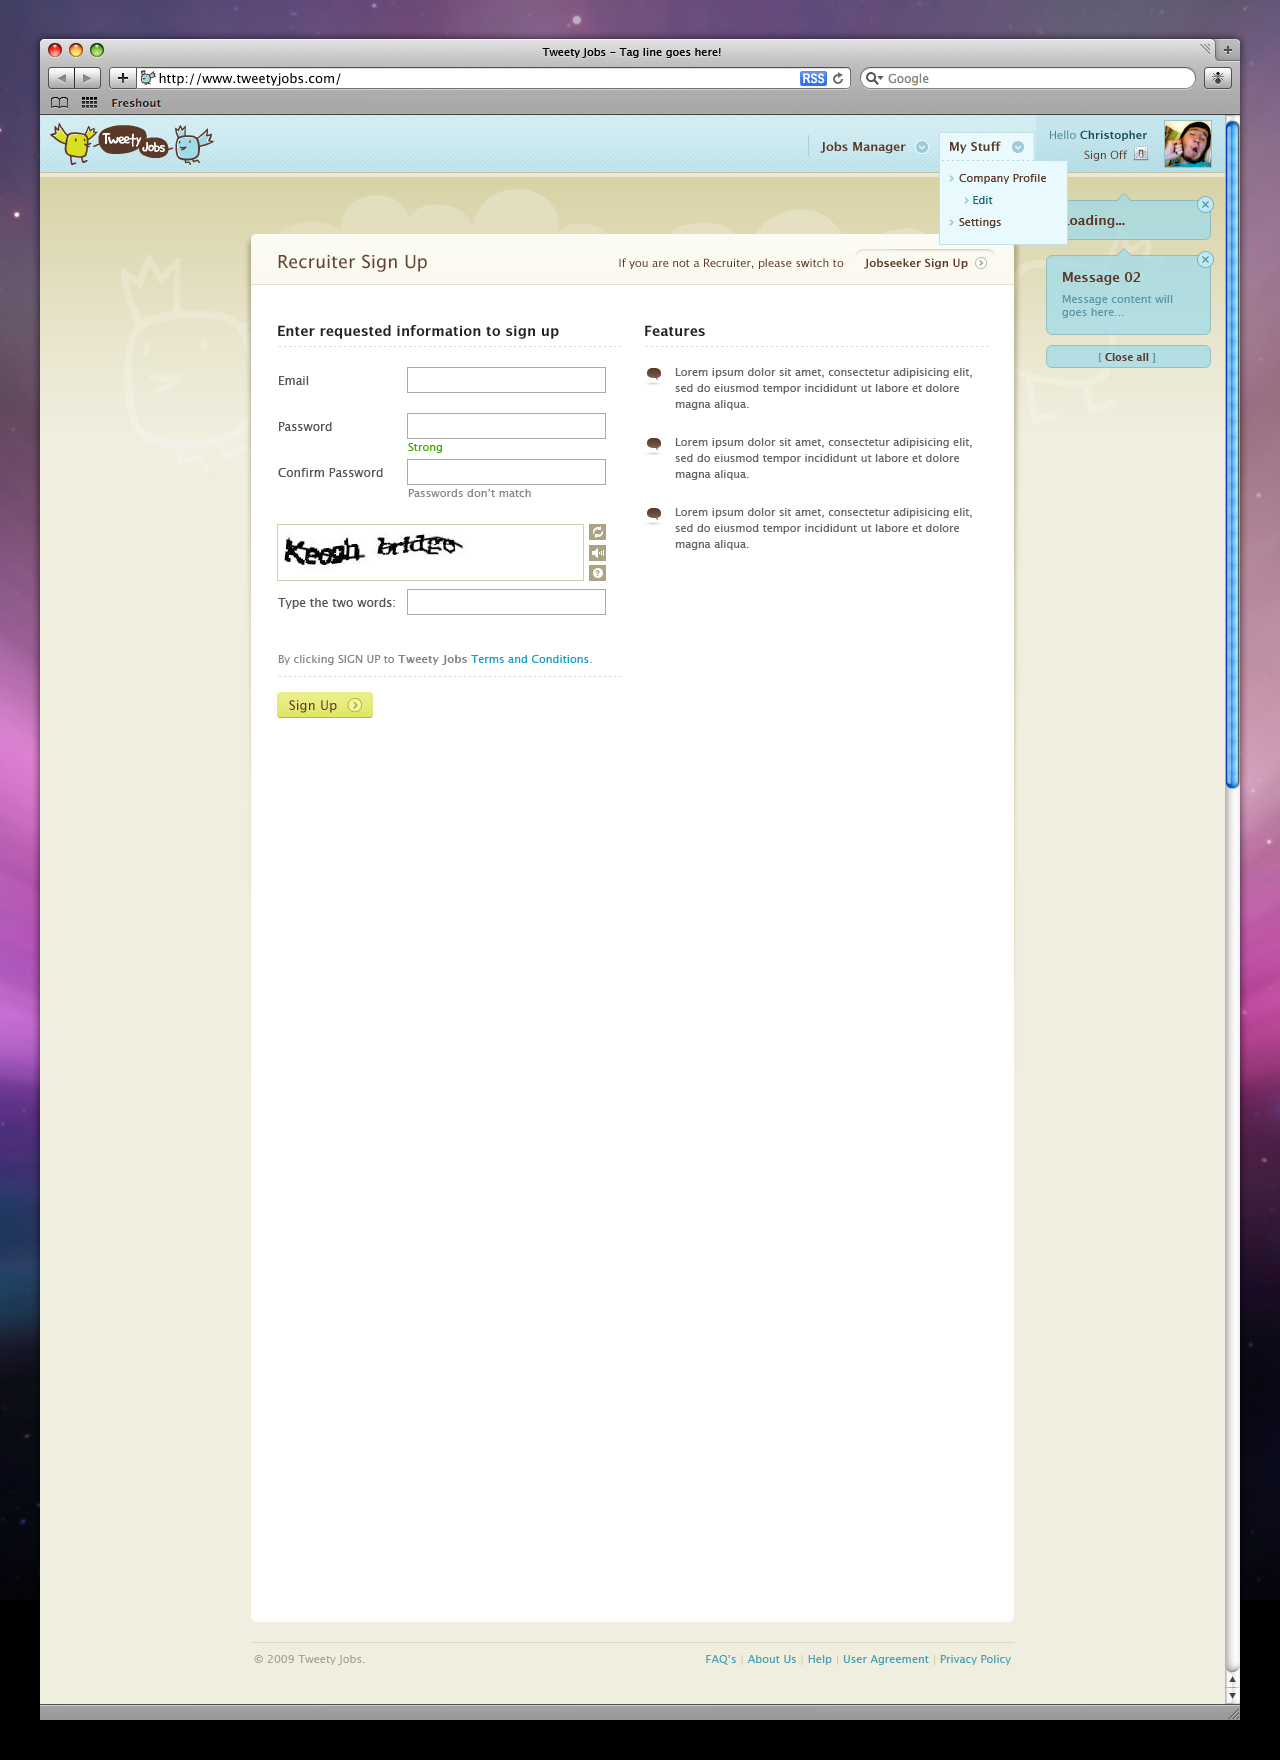 Tweety Jobs – Tag line goes here!
http://www.tweetyjobs.com/
RSS
Google
Freshout
Tweety Jobs
Jobs Manager
My Stuff
Hello Christopher
Sign Off
Company Profile
Edit
Settings
Loading...
Message 02
Message content will
goes here...
[ Close all ]
Recruiter Sign Up
If you are not a Recruiter, please switch to
Jobseeker Sign Up
Enter requested information to sign up
Email
Password
Strong
Confirm Password
Passwords don't match
Keogh bridge
Type the two words:
By clicking SIGN UP to Tweety Jobs Terms and Conditions.
Sign Up
Features
Lorem ipsum dolor sit amet, consectetur adipisicing elit,
sed do eiusmod tempor incididunt ut labore et dolore
magna aliqua.
Lorem ipsum dolor sit amet, consectetur adipisicing elit,
sed do eiusmod tempor incididunt ut labore et dolore
magna aliqua.
Lorem ipsum dolor sit amet, consectetur adipisicing elit,
sed do eiusmod tempor incididunt ut labore et dolore
magna aliqua.
© 2009 Tweety Jobs.
FAQ's | About Us | Help | User Agreement | Privacy Policy